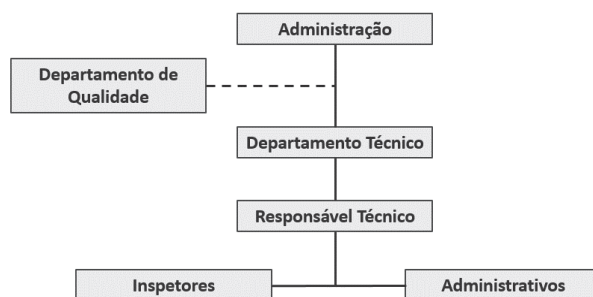 Administração
Departamento de
Qualidade
Departamento Técnico
Responsável Técnico
Inspetores
Administrativos